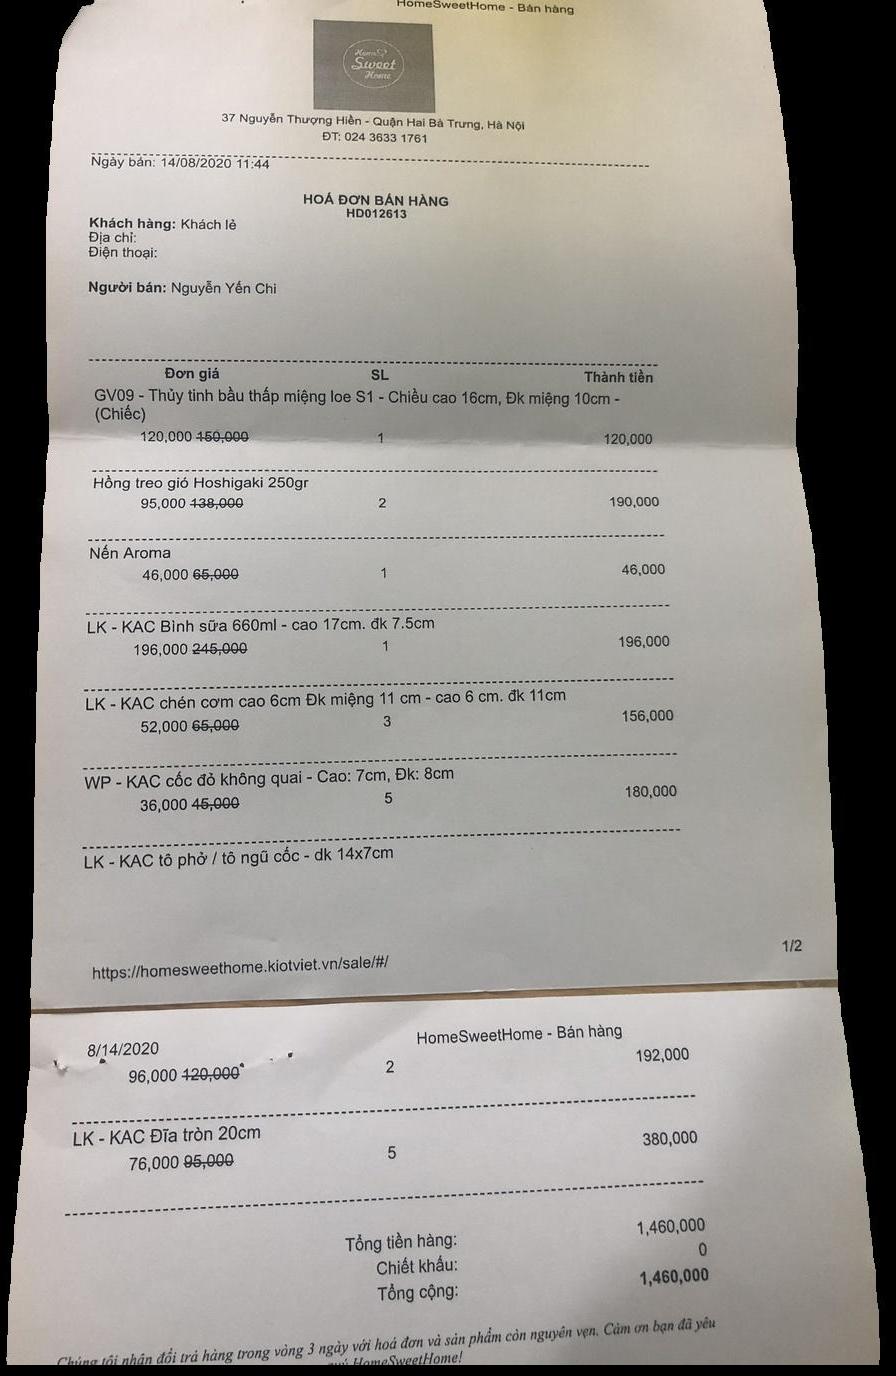 HomeSweetHome - Bán hàng
Home
Sweet
Home
37 Nguyễn Thượng Hiền - Quận Hai Bà Trưng, Hà Nội
ĐT: 024 3633 1761
Ngày bán: 14/08/2020 11:44
HOÁ ĐƠN BÁN HÀNG
HD012613
Khách hàng: Khách lẻ
Địa chỉ:
Điện thoại:
Người bán: Nguyễn Yến Chi
Đơn giá SL Thành tiền
GV09 - Thủy tinh bầu thấp miệng loe S1 - Chiều cao 16cm, Đk miệng 10cm -
(Chiếc)
120,000 150,000 1 120,000
Hồng treo gió Hoshigaki 250gr
95,000 138,000 2 190,000
Nến Aroma
46,000 65,000 1 46,000
LK - KAC Bình sữa 660ml - cao 17cm. đk 7.5cm
196,000 245,000 1 196,000
LK - KAC chén cơm cao 6cm Đk miệng 11 cm - cao 6 cm. đk 11cm
52,000 65,000 3 156,000
WP - KAC cốc đỏ không quai - Cao: 7cm, Đk: 8cm
36,000 45,000 5 180,000
LK - KAC tô phở / tô ngũ cốc - dk 14x7cm
1/2
https://homesweethome.kiotviet.vn/sale/#/
8/14/2020 HomeSweetHome - Bán hàng
96,000 120,000 2 192,000
LK - KAC Đĩa tròn 20cm
76,000 95,000 5 380,000
Tổng tiền hàng: 1,460,000
Chiết khấu: 0
Tổng cộng: 1,460,000
Chúng tôi nhận đổi trả hàng trong vòng 3 ngày với hoá đơn và sản phẩm còn nguyên vẹn. Cảm ơn bạn đã yêu
quý HomeSweetHome!